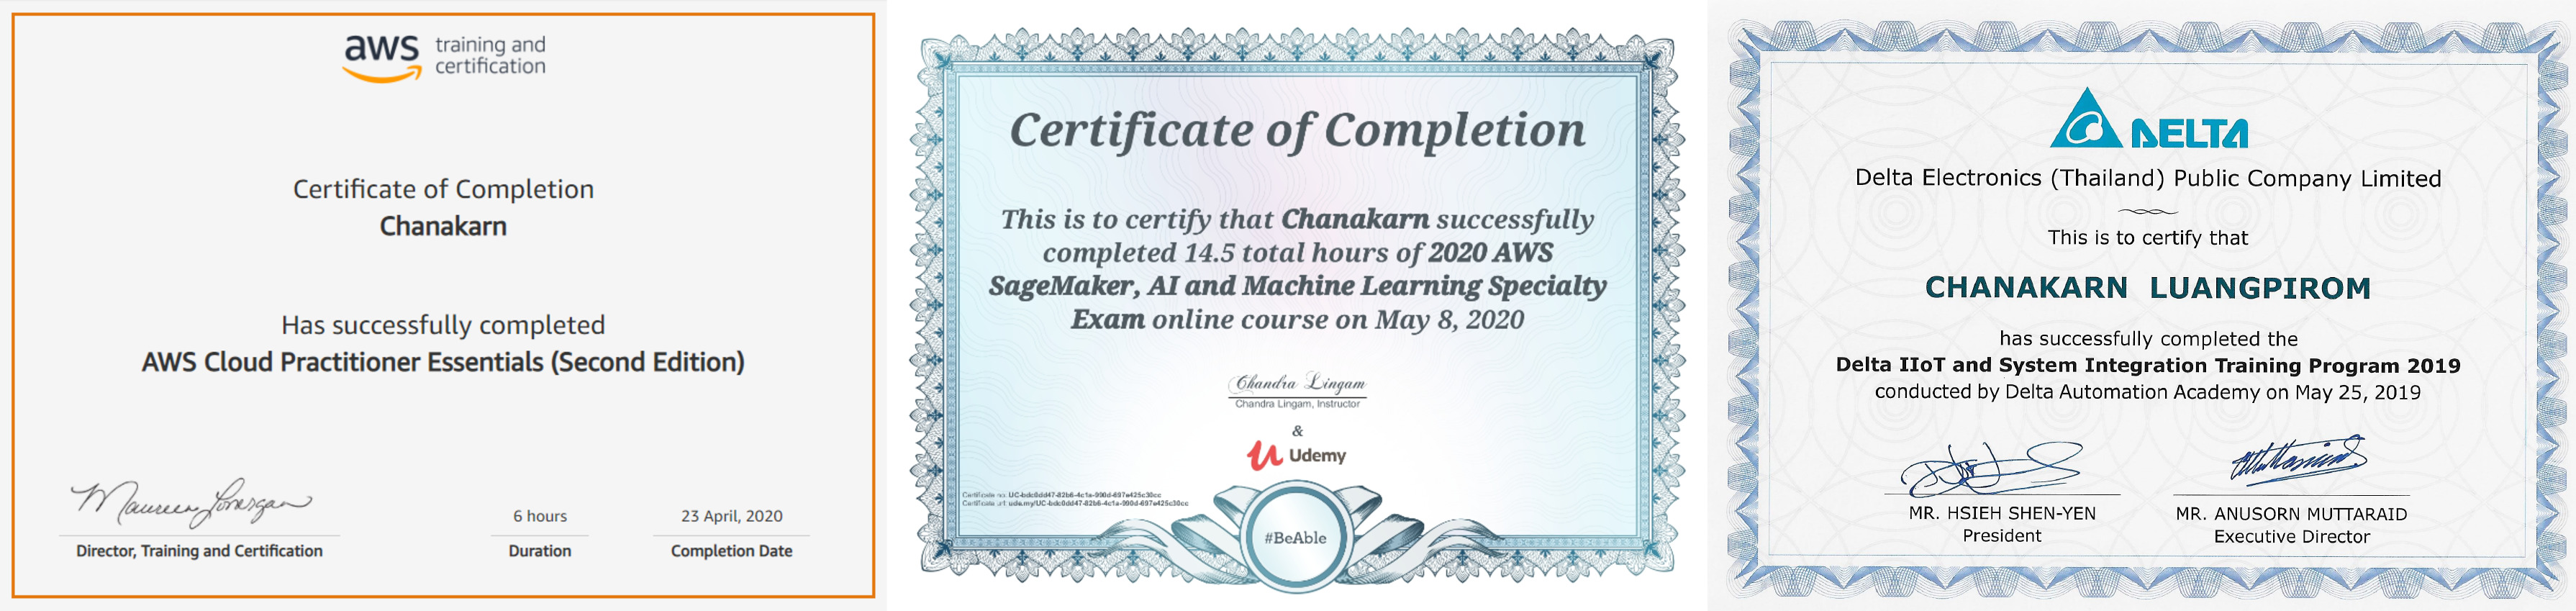 aws training and
certification
Certificate of Completion
Chanakarn
Has successfully completed
AWS Cloud Practitioner Essentials (Second Edition)
Maureen Lonergan
Director, Training and Certification
6 hours
Duration
23 April, 2020
Completion Date
Certificate of Completion
This is to certify that Chanakarn successfully
completed 14.5 total hours of 2020 AWS
SageMaker, AI and Machine Learning Specialty
Exam online course on May 8, 2020
Chandra Lingam
Chandra Lingam, Instructor
&
Udemy
Certificate no: UC-bdc0dd47-82b6-4c1a-990d-697e425c30cc
Certificate url: ude.my/UC-bdc0dd47-82b6-4c1a-990d-697e425c30cc
#BeAble
DELTA
Delta Electronics (Thailand) Public Company Limited
This is to certify that
CHANAKARN LUANGPIROM
has successfully completed the
Delta IIoT and System Integration Training Program 2019
conducted by Delta Automation Academy on May 25, 2019
MR. HSIEH SHEN-YEN
President
MR. ANUSORN MUTTARAID
Executive Director